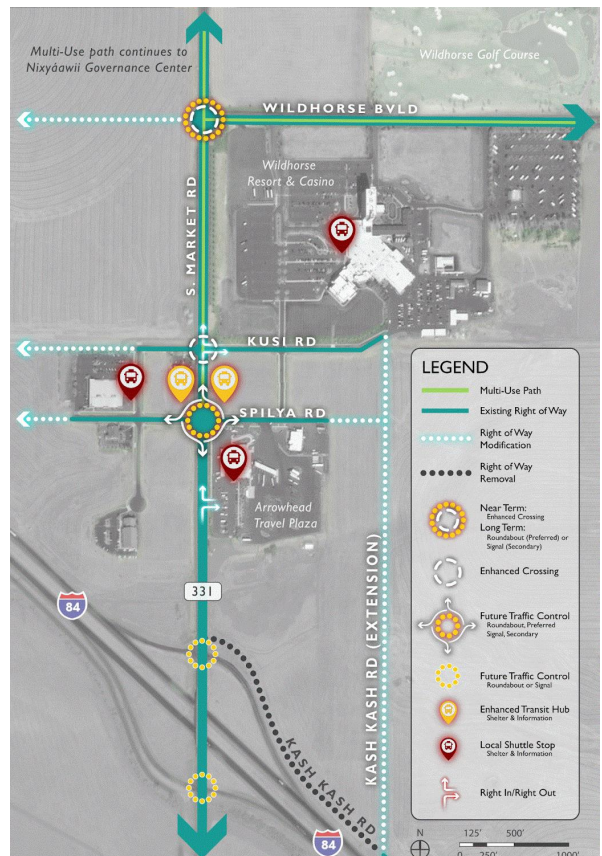 Multi-Use path continues to
Nixyáawii Governance Center
Wildhorse Golf Course
WILDHORSE BVLD
Wildhorse
Resort & Casino
S. MARKET RD
KUSI RD
SPILYA RD
Arrowhead
Travel Plaza
331
84
KASH KASH RD (EXTENSION)
KASH KASH RD
84
LEGEND
Multi-Use Path
Existing Right of Way
Right of Way
Modification
Right of Way
Removal
Near Term:
Enhanced Crossing
Long Term:
Roundabout (Preferred) or
Signal (Secondary)
Enhanced Crossing
Future Traffic Control
Roundabout, Preferred
Signal, Secondary
Future Traffic Control
Roundabout or Signal
Enhanced Transit Hub
Shelter & Information
Local Shuttle Stop
Shelter & Information
Right In/Right Out
N
125' 500'
0 250' 1000'